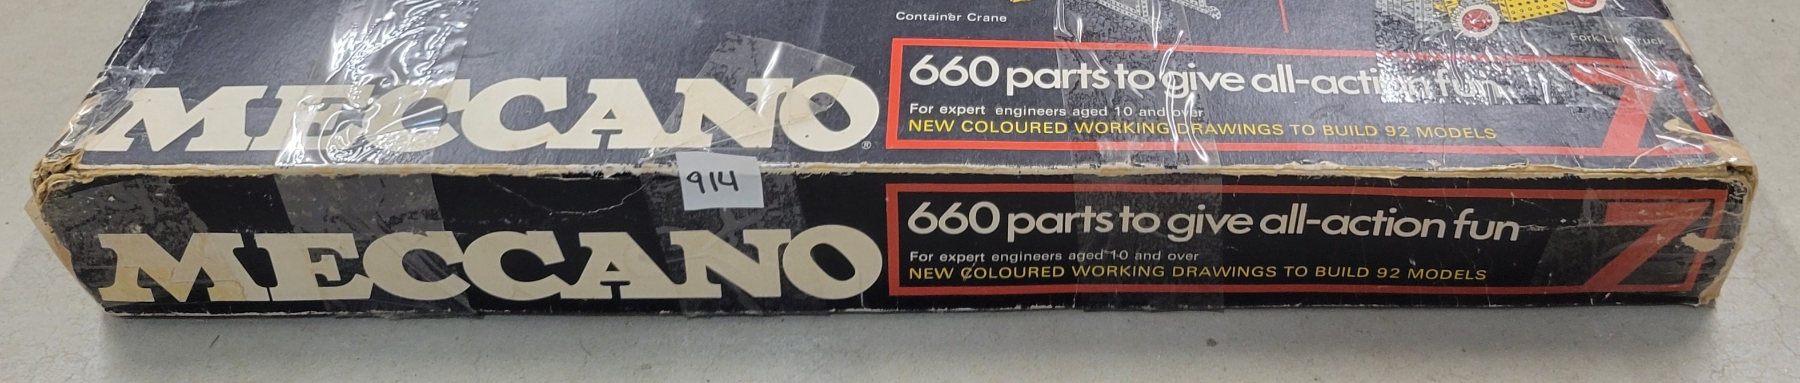 Container Crane
Fork Lift Truck
MECCANO®
660 parts to give all-action fun
For expert engineers aged 10 and over
NEW COLOURED WORKING DRAWINGS TO BUILD 92 MODELS
7
914
MECCANO
660 parts to give all-action fun
For expert engineers aged 10 and over
NEW COLOURED WORKING DRAWINGS TO BUILD 92 MODELS
7